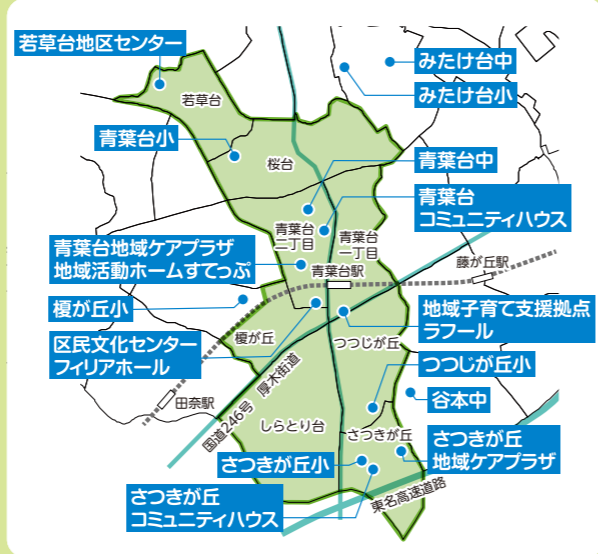 若草台地区センター
みたけ台中
みたけ台小
若草台
青葉台小
桜台
青葉台中
青葉台
コミュニティハウス
青葉台
二丁目
青葉台
一丁目
青葉台地域ケアプラザ
地域活動ホームすてっぷ
藤が丘駅
青葉台駅
榎が丘小
地域子育て支援拠点
ラフール
榎が丘
つつじが丘
区民文化センター
フィリアホール
つつじが丘小
谷本中
田奈駅
国道246号 厚木街道
しらとり台
さつきが丘
さつきが丘
地域ケアプラザ
さつきが丘小
さつきが丘
コミュニティハウス
東名高速道路